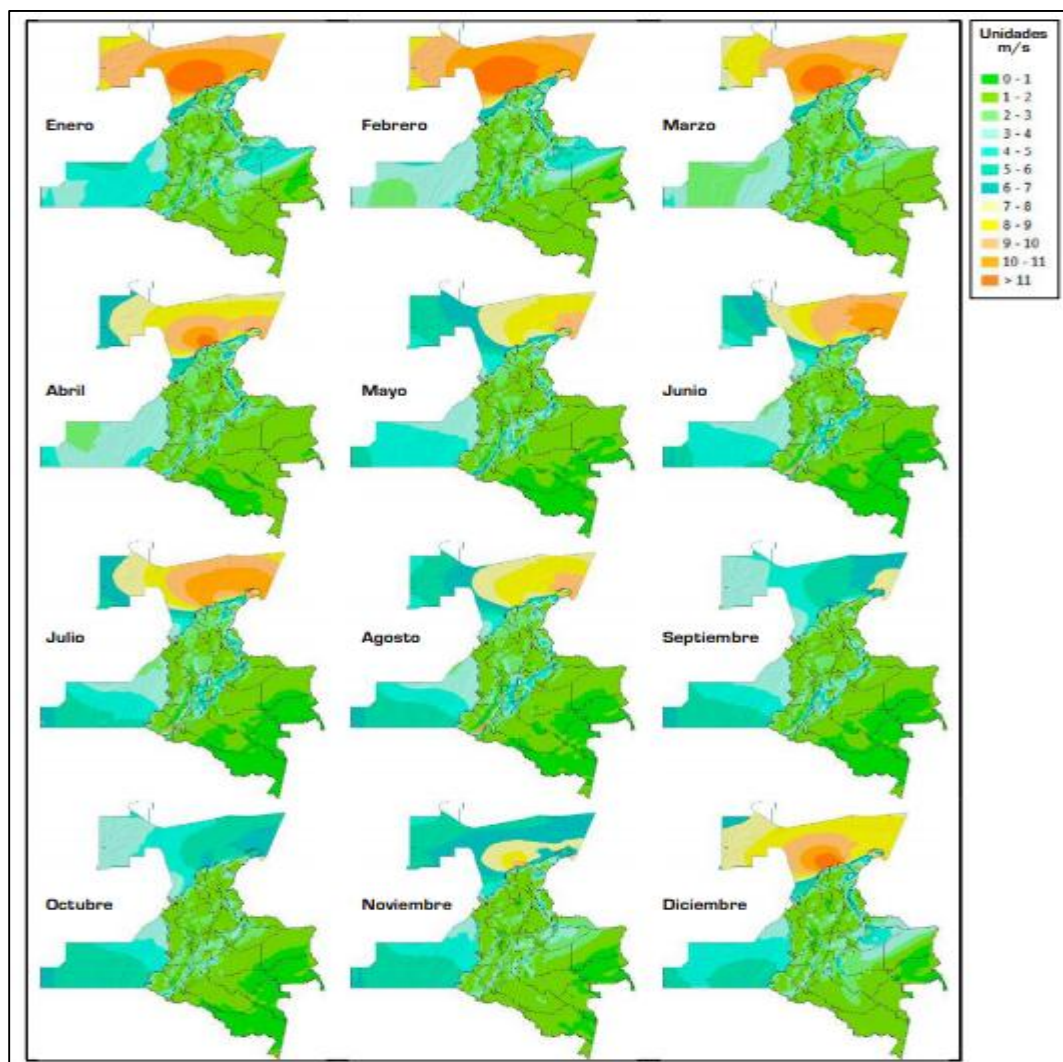 Unidades
m/s
0 - 1
1 - 2
2 - 3
3 - 4
4 - 5
5 - 6
6 - 7
7 - 8
8 - 9
9 - 10
10 - 11
> 11
Enero
Febrero
Marzo
Abril
Mayo
Junio
Julio
Agosto
Septiembre
Octubre
Noviembre
Diciembre